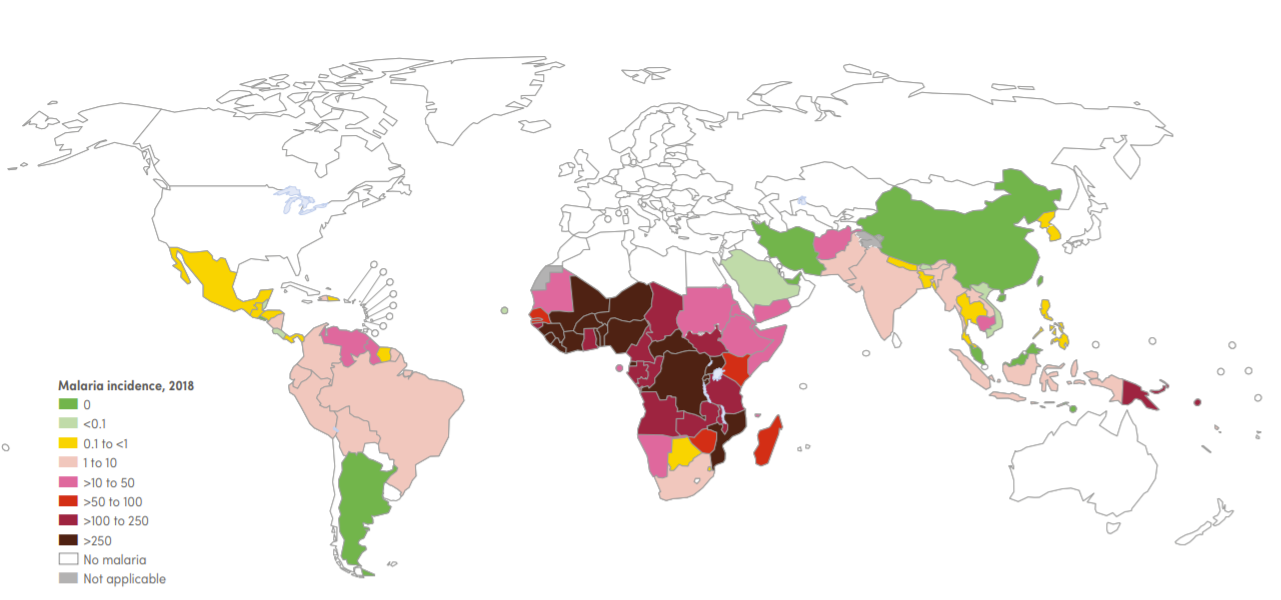 Malaria incidence, 2018
0
<0.1
0.1 to <1
1 to 10
>10 to 50
>50 to 100
>100 to 250
>250
No malaria
Not applicable